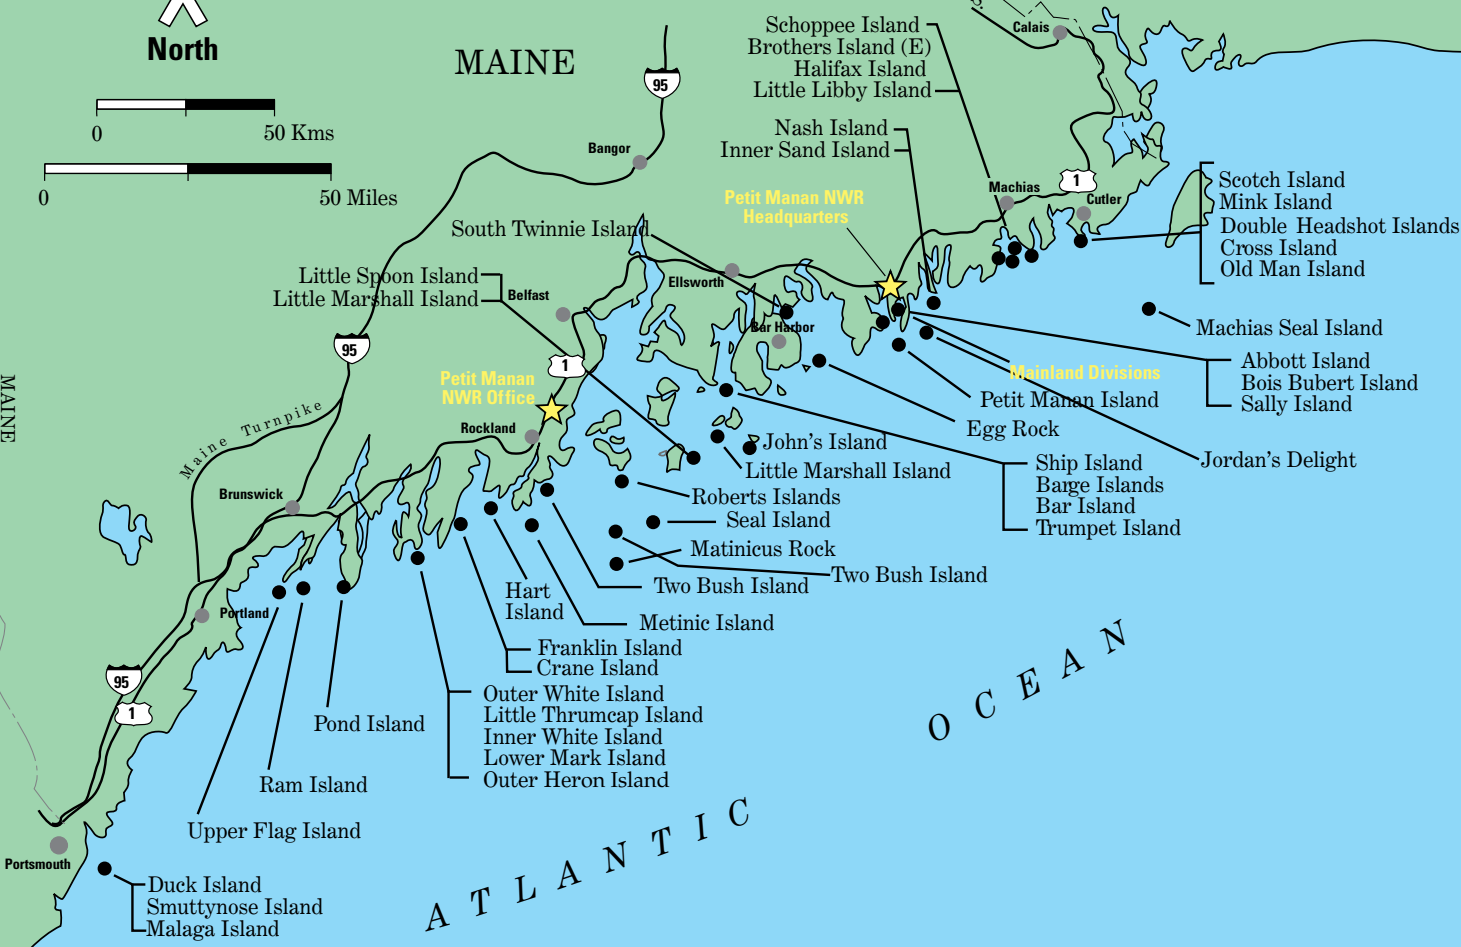 North
0 50 Kms
0 50 Miles
MAINE
95
Bangor
Calais
Schoppee Island
Brothers Island (E)
Halifax Island
Little Libby Island
Nash Island
Inner Sand Island
Petit Manan NWR
Headquarters
Machias
1
Cutler
Scotch Island
Mink Island
Double Headshot Islands
Cross Island
Old Man Island
South Twinnie Island
Ellsworth
Little Spoon Island
Little Marshall Island
Belfast
Bar Harbor
Machias Seal Island
95
1
Abbott Island
Bois Bubert Island
Sally Island
Mainland Divisions
Petit Manan Island
Petit Manan
NWR Office
MAINE
Maine Turnpike
Rockland
Egg Rock
John's Island
Little Marshall Island
Jordan's Delight
Ship Island
Barge Islands
Bar Island
Trumpet Island
Brunswick
Roberts Islands
Seal Island
Matinicus Rock
Two Bush Island
Two Bush Island
Hart
Island
Metinic Island
Portland
Franklin Island
Crane Island
95
1
Outer White Island
Little Thrumcap Island
Inner White Island
Lower Mark Island
Outer Heron Island
Pond Island
Ram Island
Upper Flag Island
Portsmouth
Duck Island
Smuttynose Island
Malaga Island
ATLANTIC
OCEAN